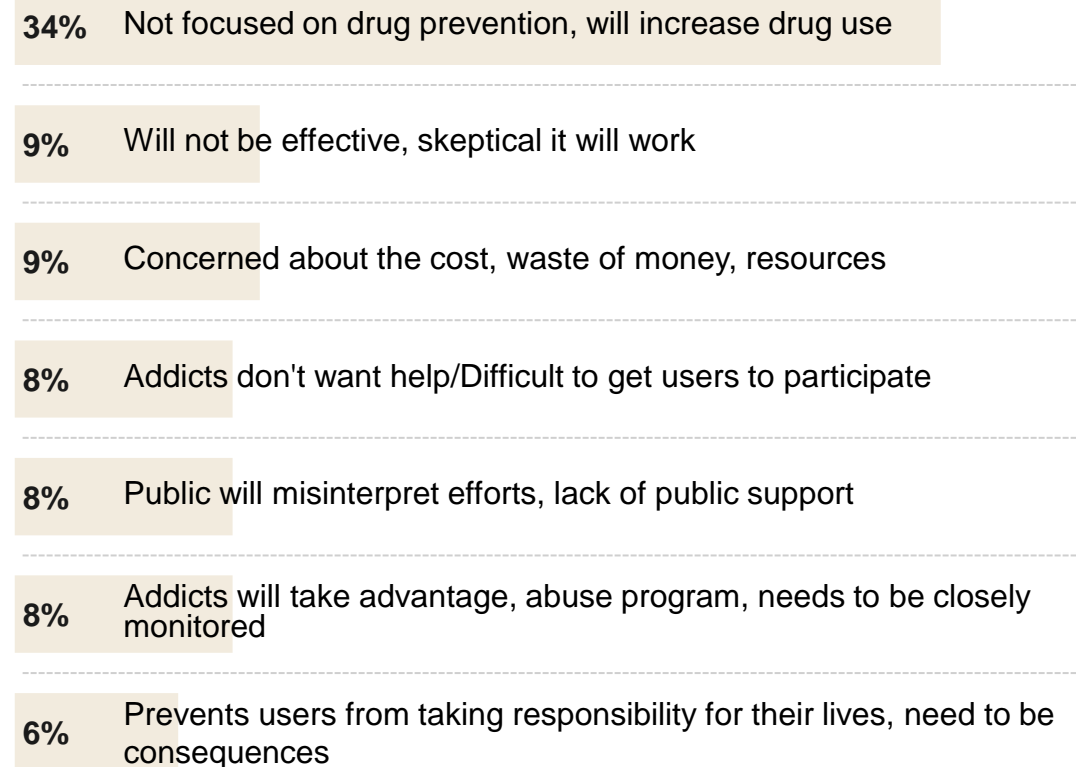 34% Not focused on drug prevention, will increase drug use
9% Will not be effective, skeptical it will work
9% Concerned about the cost, waste of money, resources
8% Addicts don't want help/Difficult to get users to participate
8% Public will misinterpret efforts, lack of public support
8% Addicts will take advantage, abuse program, needs to be closely
monitored
6% Prevents users from taking responsibility for their lives, need to be
consequences